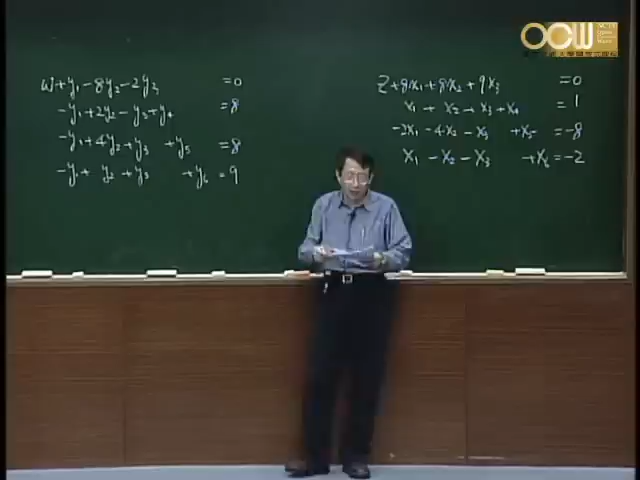 OCW
w+y₁-8y₂-2y₃ =0
-y₁+2y₂-y₃+y₄ =8
-y₁+4y₂+y₃ +y₅ =8
-y₁+ y₂+y₃ +y₆ =9
Z+8x₁+8x₂+9x₃ =0
x₁+x₂+x₃+x₄ =1
-2x₁-4x₂-x₃ +x₅=-8
x₁-x₂-x₃ +x₆=-2